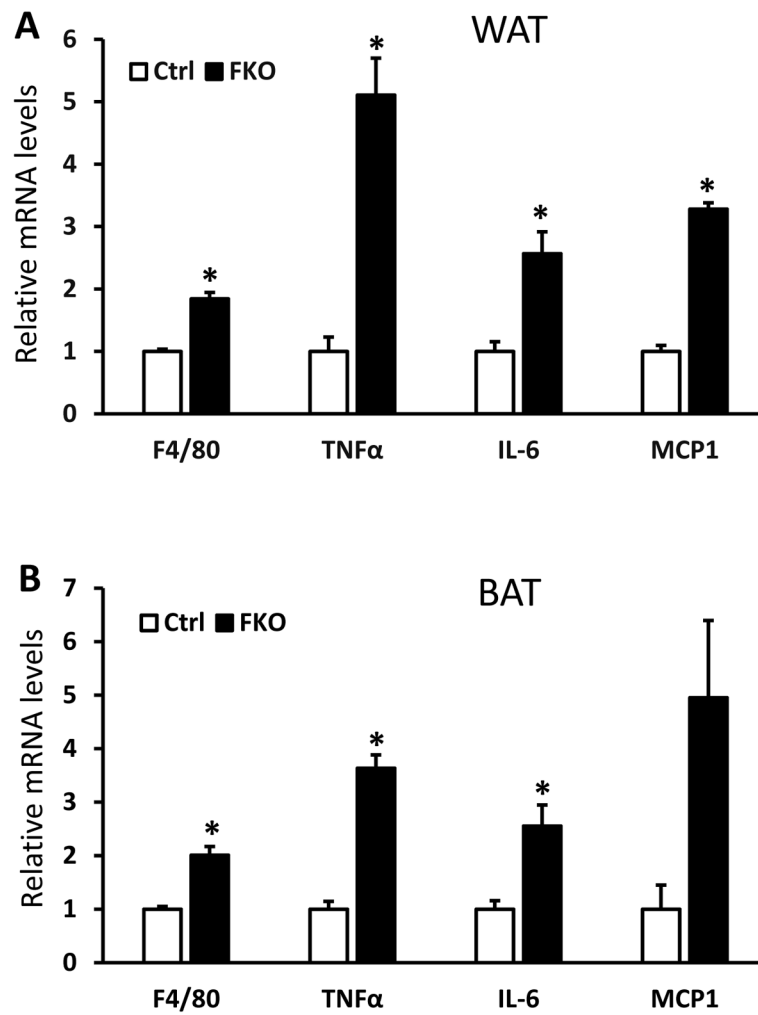 A
WAT
Relative mRNA levels
6
5
4
3
2
1
0
Ctrl FKO
*
*
*
*
F4/80 TNFα IL-6 MCP1
B
BAT
Relative mRNA levels
7
6
5
4
3
2
1
0
Ctrl FKO
*
*
*
F4/80 TNFα IL-6 MCP1